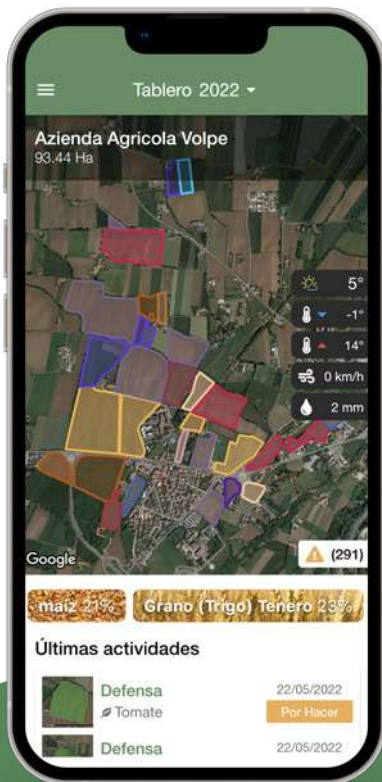 Tablero 2022
Azienda Agricola Volpe
93.44 Ha
5°
-1°
14°
0 km/h
2 mm
Google
(291)
maíz 21%
Grano (Trigo) Tenero 23%
Últimas actividades
Defensa 22/05/2022
Tomate Por Hacer
Defensa 22/05/2022